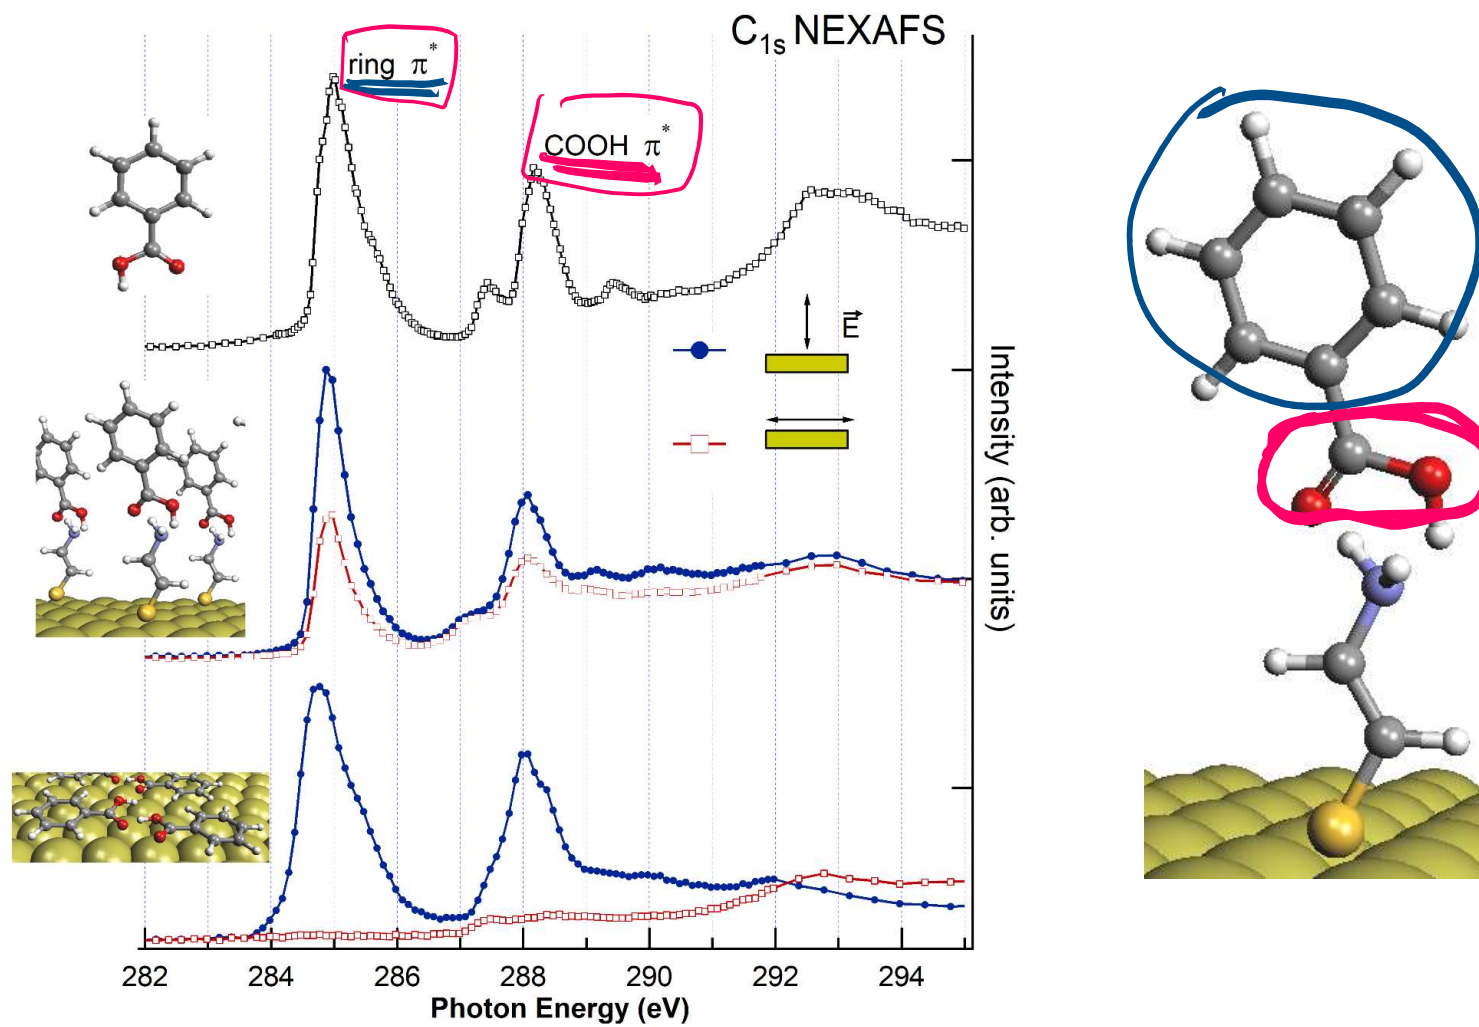 C1s NEXAFS
ring π*
COOH π*
E
Intensity (arb. units)
282 284 286 288 290 292 294
Photon Energy (eV)